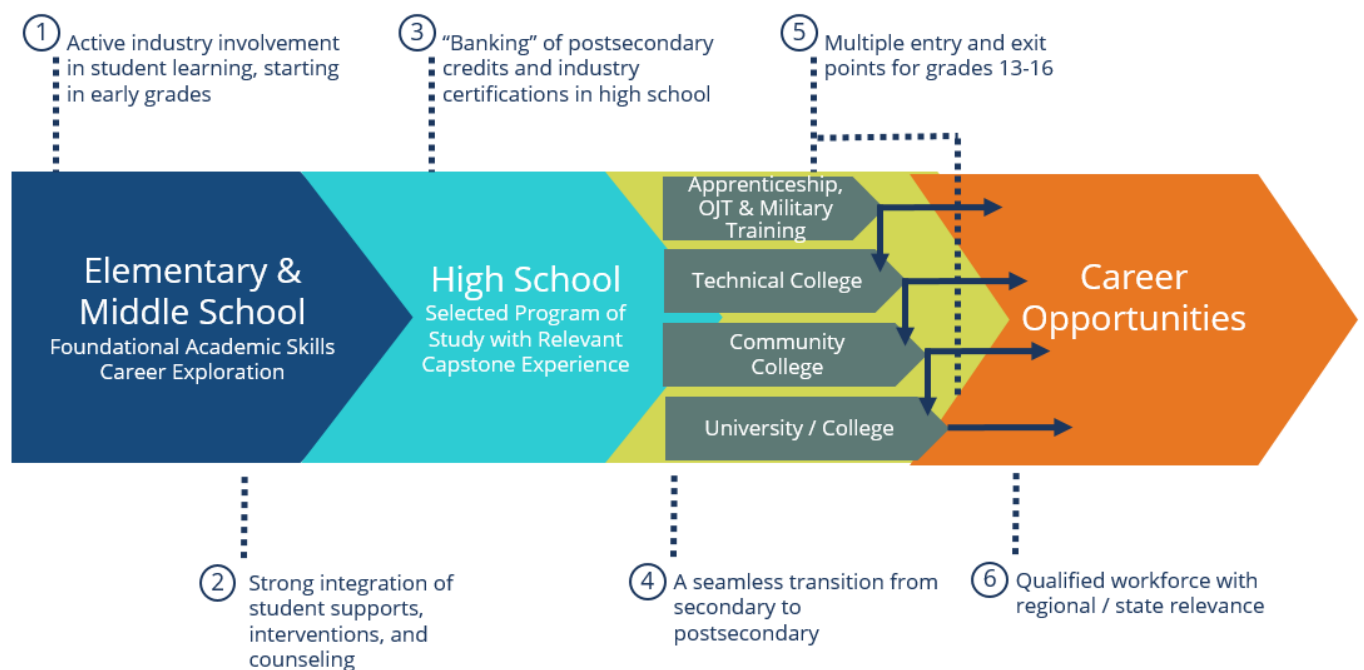 1
Active industry involvement
in student learning, starting
in early grades
3
“Banking” of postsecondary
credits and industry
certifications in high school
5
Multiple entry and exit
points for grades 13-16
Elementary &
Middle School
Foundational Academic Skills
Career Exploration
High School
Selected Program of
Study with Relevant
Capstone Experience
Apprenticeship,
OJT & Military
Training
Technical College
Community
College
University / College
Career
Opportunities
2
Strong integration of
student supports,
interventions, and
counseling
4
A seamless transition from
secondary to
postsecondary
6
Qualified workforce with
regional / state relevance